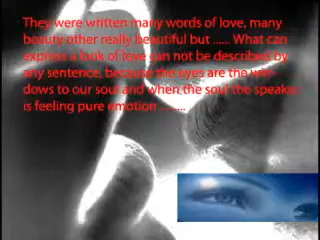 They were written many words of love, many
beauty other really beautiful but ...... What can
express a look of love can not be described by
any sentence, because the eyes are the win-
dows to our soul and when the soul the speaker
is feeling pure emotion .........